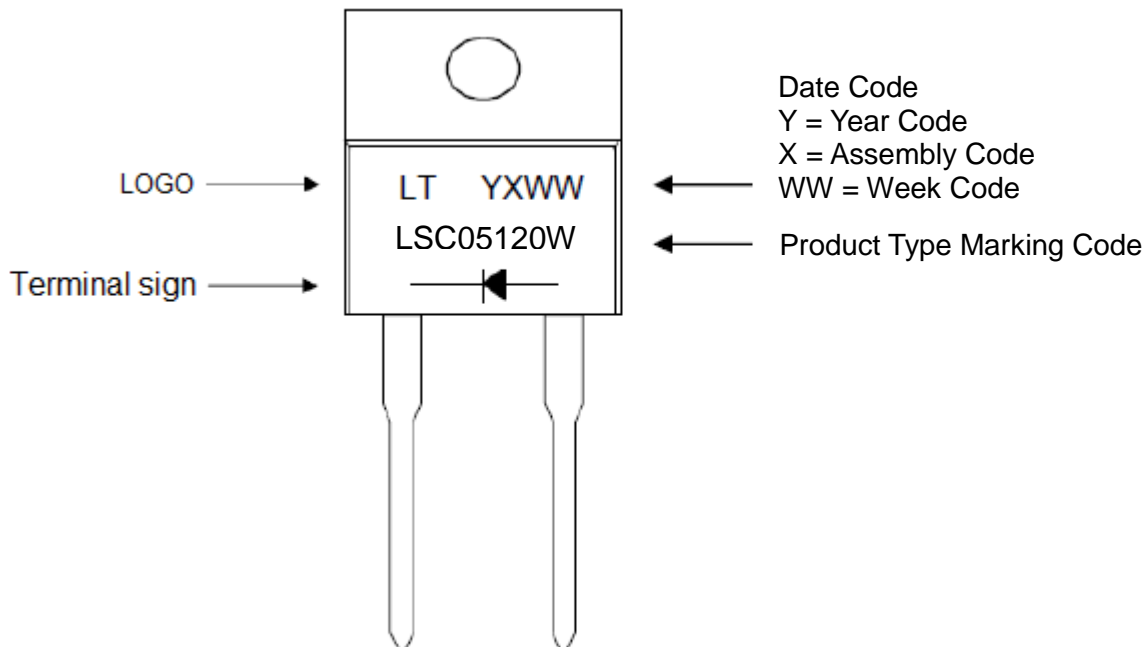 Date Code
Y = Year Code
X = Assembly Code
LOGO
LT YXWW
WW = Week Code
LSC05120W
Product Type Marking Code
Terminal sign